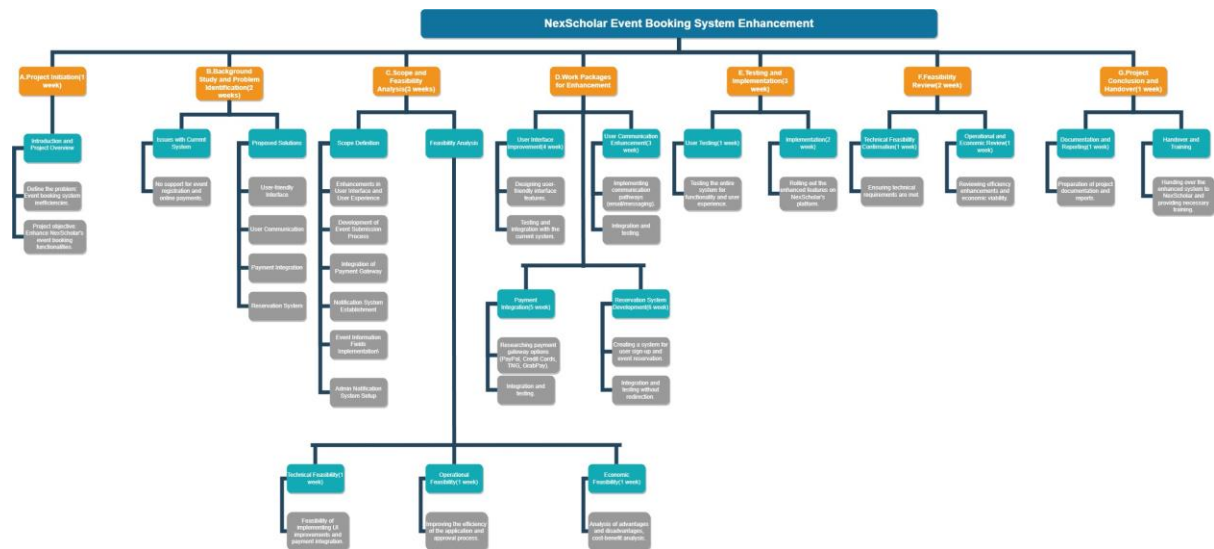 NexScholar Event Booking System Enhancement
A.Project Initiation(1
week)
B.Background
Study and Problem
Identification(2
weeks)
C.Scope and
Feasibility
Analysis(3 weeks)
D.Work Packages
for Enhancement
E.Testing and
Implementation(3
week)
F.Feasibility
Review(2 week)
G.Project
Conclusion and
Handover(1 week)
Introduction and
Project Overview
Define the problem:
Event booking system
inefficiencies.
Project objective:
Enhance NexScholar's
event booking
functionalities.
Issues with Current
System
No support for event
registration and
online payments.
Proposed Solutions
User-friendly
Interface
User Communication
Payment Integration
Reservation System
Scope Definition
Enhancements in
User Interface and
User Experience
Development of
Event Submission
Process
Integration of
Payment Gateway
Notification System
Establishment
Event Information
Fields
Implementation\
Admin Notification
System Setup
Feasibility Analysis
Technical Feasibility(1
week)
Feasibility of
implementing UI
improvements and
payment integration.
Operational
Feasibility(1 week)
Improving the efficiency
of the application and
approval process.
Economic
Feasibility(1 week)
Analysis of advantages
and disadvantages,
cost-benefit analysis.
User Interface
Improvement(4 week)
Designing user-
friendly interface
features.
Testing and
integration with the
current system.
User Communication
Enhancement(3
week)
Implementing
communication
pathways
(email/messaging).
Integration and
testing.
Payment
Integration(5 week)
Researching payment
gateway options
(PayPal, Credit Cards,
TNG, GrabPay).
Integration and
testing.
Reservation System
Development(6 week)
Creating a system for
user sign-up and
event reservation.
Integration and
testing without
redirection.
User Testing(1 week)
Testing the entire
system for
functionality and user
experience.
Implementation(2
week)
Rolling out the
enhanced features on
NexScholar's
platform.
Technical Feasibility
Confirmation(1 week)
Ensuring technical
requirements are met.
Operational and
Economic Review(1
week)
Reviewing efficiency
enhancements and
economic viability.
Documentation and
Reporting(1 week)
Preparation of project
documentation and
reports.
Handover and
Training
Handing over the
enhanced system to
NexScholar and
providing necessary
training.